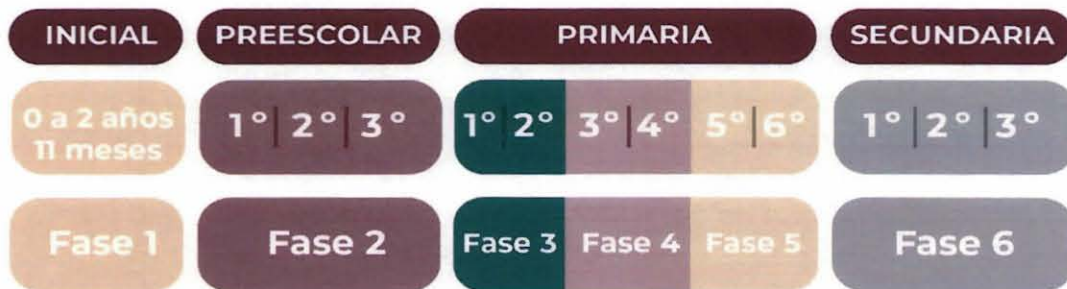 INICIAL PREESCOLAR PRIMARIA SECUNDARIA
0 a 2 años
11 meses
1° | 2° | 3° 1° | 2° 3° | 4° 5° | 6° 1° | 2° | 3°
Fase 1 Fase 2 Fase 3 Fase 4 Fase 5 Fase 6